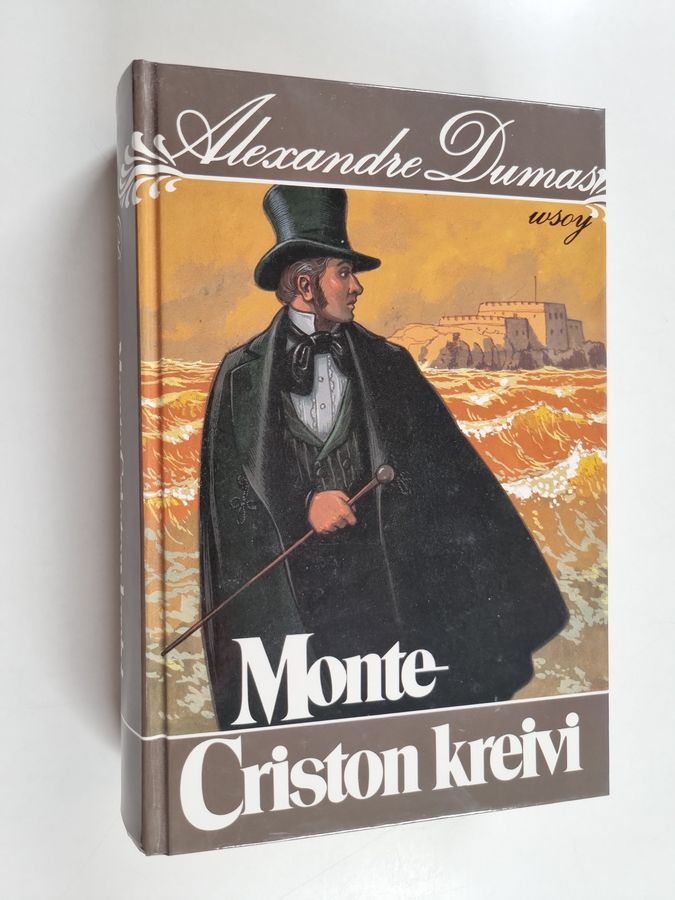 Alexandre Dumas
wsoy
Monte-
Criston kreivi